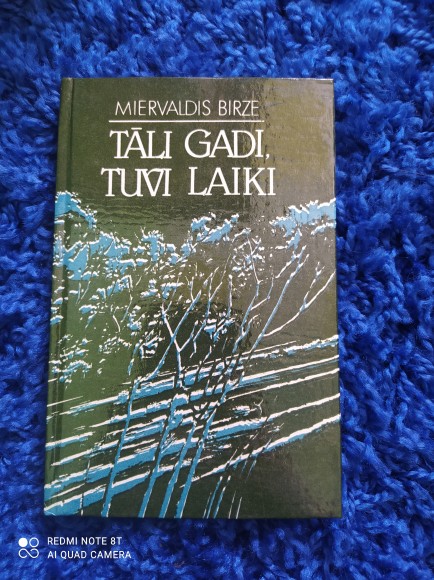 MIERVALDIS BIRZE
TĀLI GADI,
TUVI LAIKI
REDMI NOTE 8T
AI QUAD CAMERA